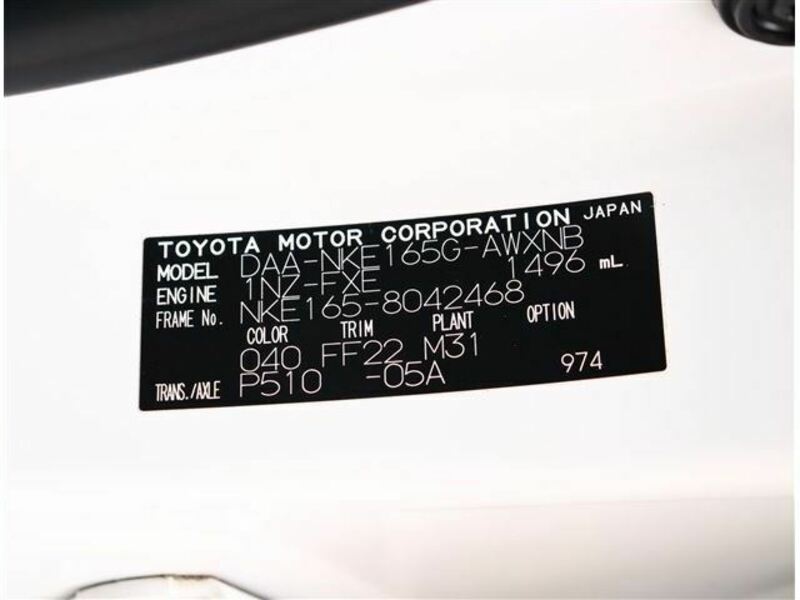 TOYOTA MOTOR CORPORATION JAPAN
MODEL DAA-NKE165G-AWXNB
ENGINE 1NZ-FXE 1496 mL
FRAME No. NKE165-8042468
COLOR TRIM PLANT OPTION
040 FF22 M31
TRANS./AXLE P510 -05A 974